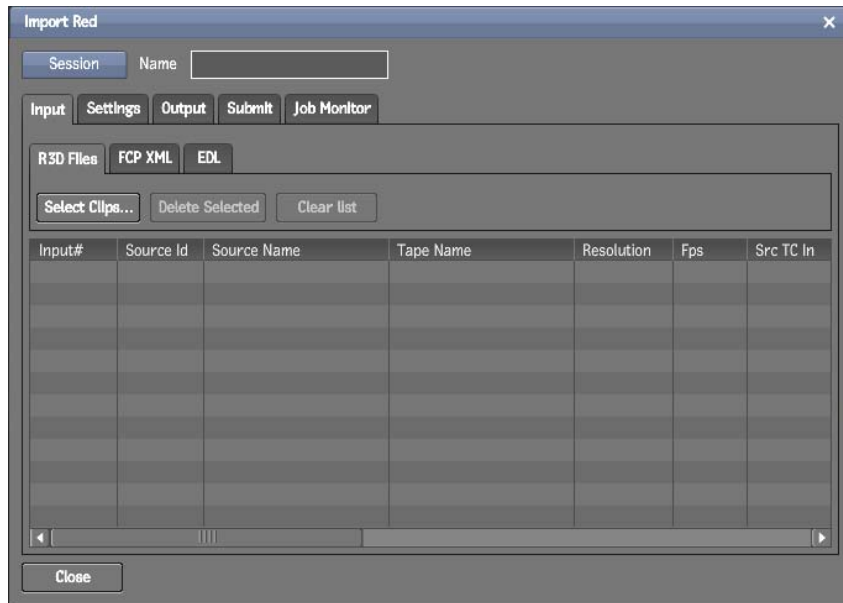 Import Red
Session Name
Input Settings Output Submit Job Monitor
R3D Files FCP XML EDL
Select Clips... Delete Selected Clear list
Input# Source Id Source Name Tape Name Resolution Fps Src TC In
Close